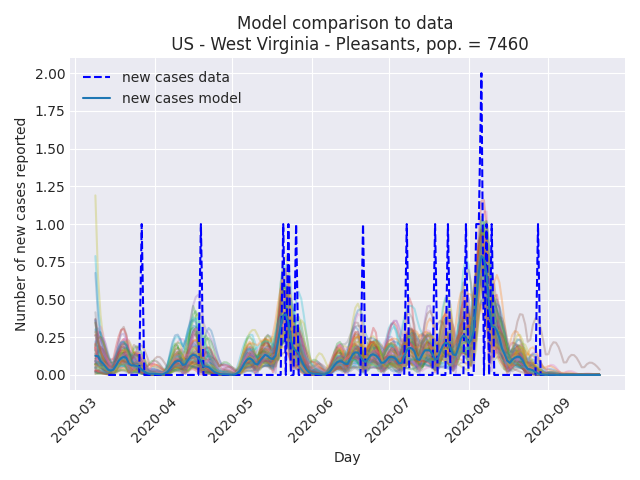 Model comparison to data
US - West Virginia - Pleasants, pop. = 7460
new cases data
new cases model
Number of new cases reported
2.00
1.75
1.50
1.25
1.00
0.75
0.50
0.25
0.00
2020-03
2020-04
2020-05
2020-06
2020-07
2020-08
2020-09
Day